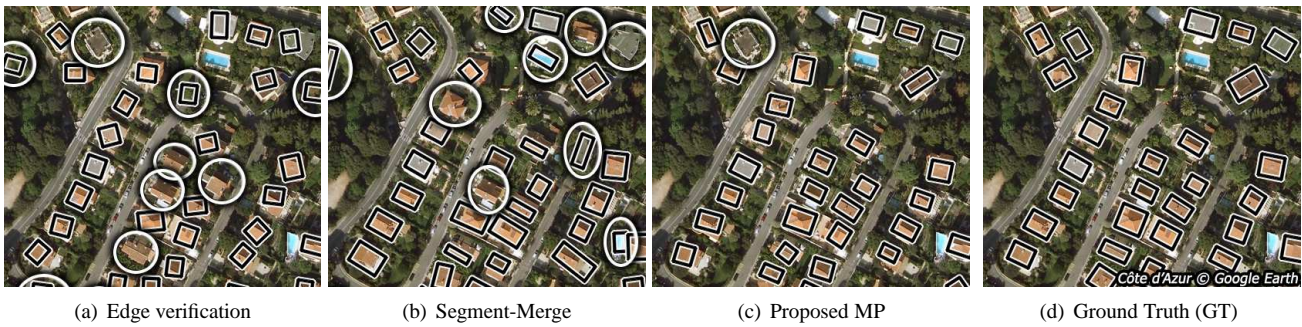 Côte d'Azur © Google Earth
(a) Edge verification
(b) Segment-Merge
(c) Proposed MP
(d) Ground Truth (GT)